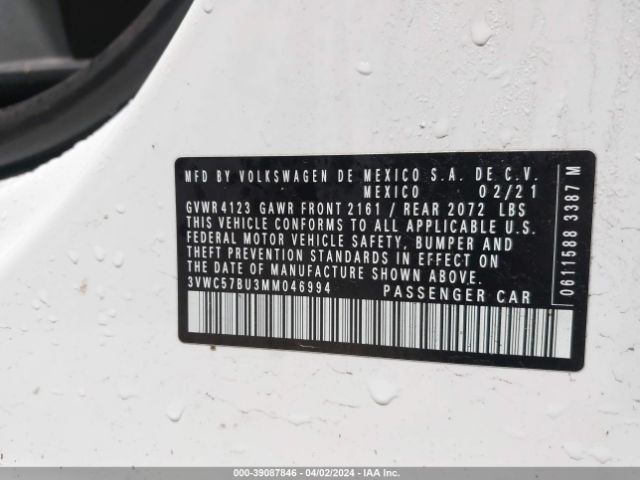 MFD BY VOLKSWAGEN DE MEXICO S.A. DE C.V.
MEXICO 02/21
GVWR4123 GAWR FRONT 2161 / REAR 2072 LBS
THIS VEHICLE CONFORMS TO ALL APPLICABLE U.S.
FEDERAL MOTOR VEHICLE SAFETY, BUMPER AND
THEFT PREVENTION STANDARDS IN EFFECT ON
THE DATE OF MANUFACTURE SHOWN ABOVE.
3VWC57BU3MM046994 PASSENGER CAR
0611588 3387 M
000-39087846 - 04/02/2024 - IAA Inc.